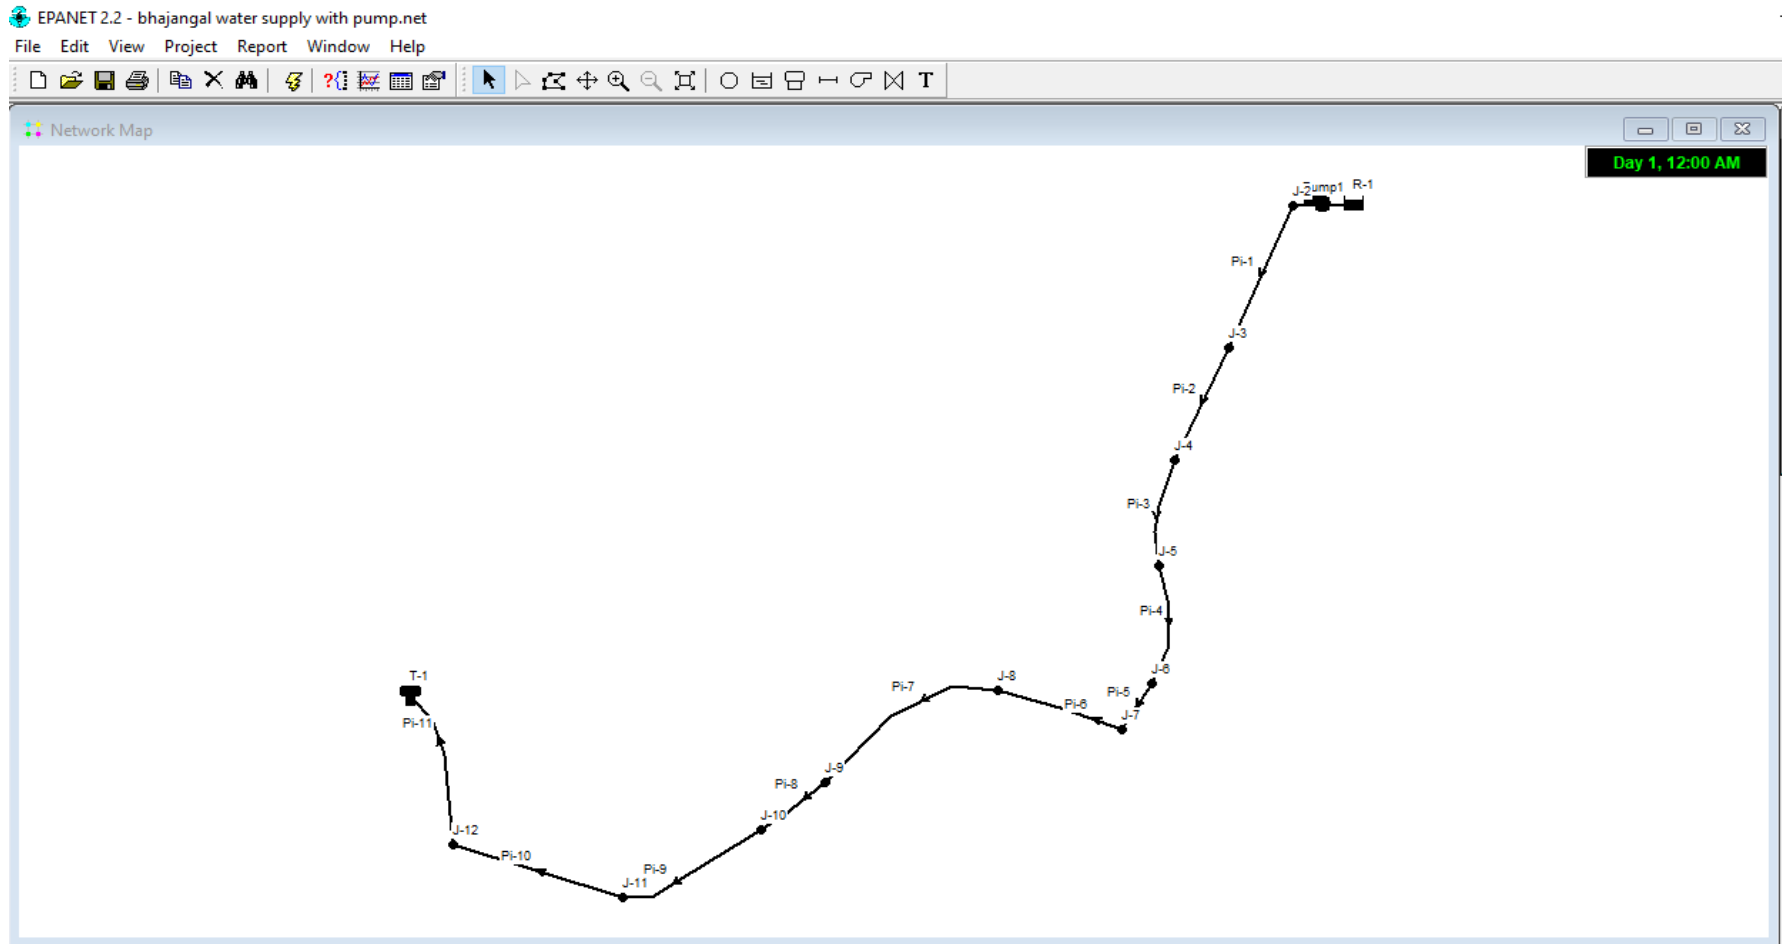 EPANET 2.2 - bhajangal water supply with pump.net
File Edit View Project Report Window Help
T
Network Map
Day 1, 12:00 AM
J-2 ump1 R-1
Pi-1
J-3
Pi-2
J-4
Pi-3
J-5
Pi-4
J-6
T-1
J-8
Pi-7
Pi-5
Pi-6
J-7
Pi-11
J-9
Pi-8
J-10
J-12
Pi-10
Pi-9
J-11